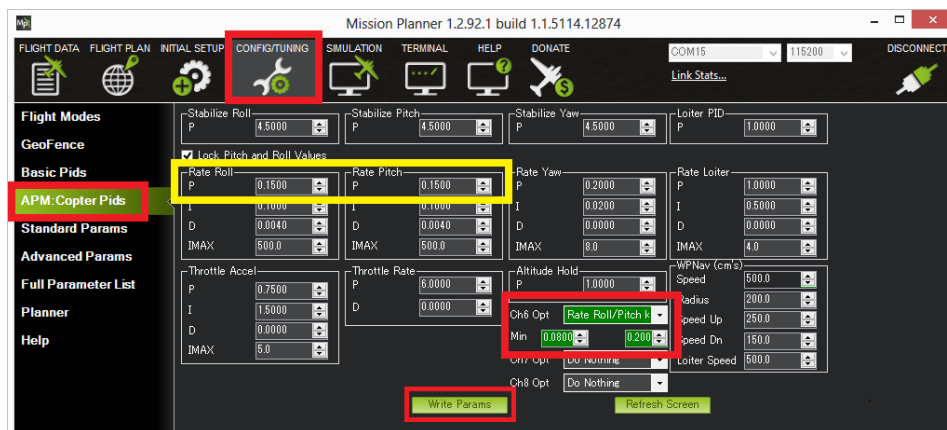 Mp
Mission Planner 1.2.92.1 build 1.1.5114.12874
FLIGHT DATA FLIGHT PLAN INITIAL SETUP CONFIG/TUNING SIMULATION TERMINAL HELP DONATE COM15 115200 DISCONNECT
Link Stats...
Flight Modes
GeoFence
Basic Pids
APM:Copter Pids
Standard Params
Advanced Params
Full Parameter List
Planner
Help
Stabilize Roll Stabilize Pitch Stabilize Yaw Loiter PID
P 4.5000 P 4.5000 P 4.5000 P 1.0000
Lock Pitch and Roll Values
Rate Roll Rate Pitch Rate Yaw Rate Loiter
P 0.1500 P 0.1500 P 0.2000 P 1.0000
I 0.1000 I 0.1000 I 0.0200 I 0.5000
D 0.0040 D 0.0040 D 0.0000 D 0.0000
IMAX 500.0 IMAX 500.0 IMAX 8.0 IMAX 4.0
Throttle Accel Throttle Rate Altitude Hold WPNav (cm's)
P 0.7500 P 6.0000 P 1.0000 Speed 500.0
I 1.5000 D 0.0000 Ch6 Opt Rate Roll/Pitch k Radius 200.0
D 0.0000 Min 0.0800 0.200 Speed Up 250.0
IMAX 5.0 Speed Dn 150.0
Ch7 Opt Do Nothing Loiter Speed 500.0
Ch8 Opt Do Nothing
Write Params Refresh Screen